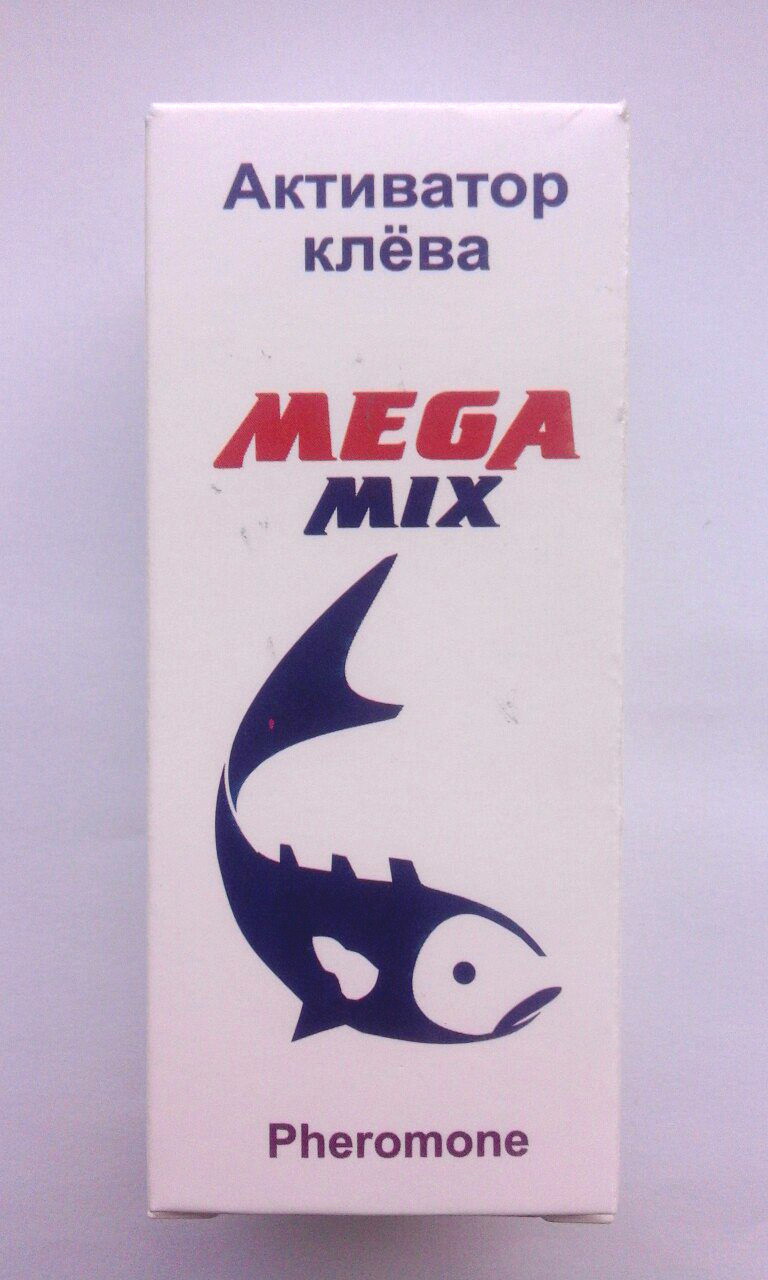 Активатор
клёва
MEGA
MIX
Pheromone